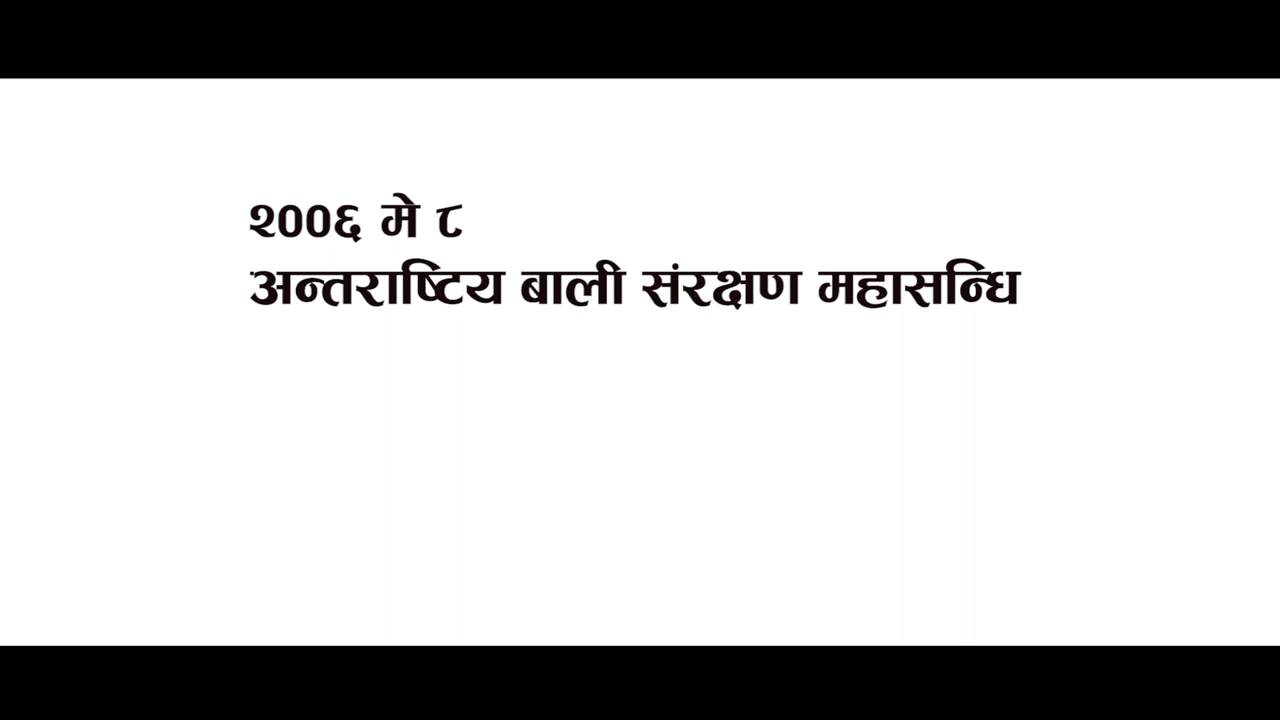 २००६ मे ८
अन्तराष्टिय बाली संरक्षण महासन्धि